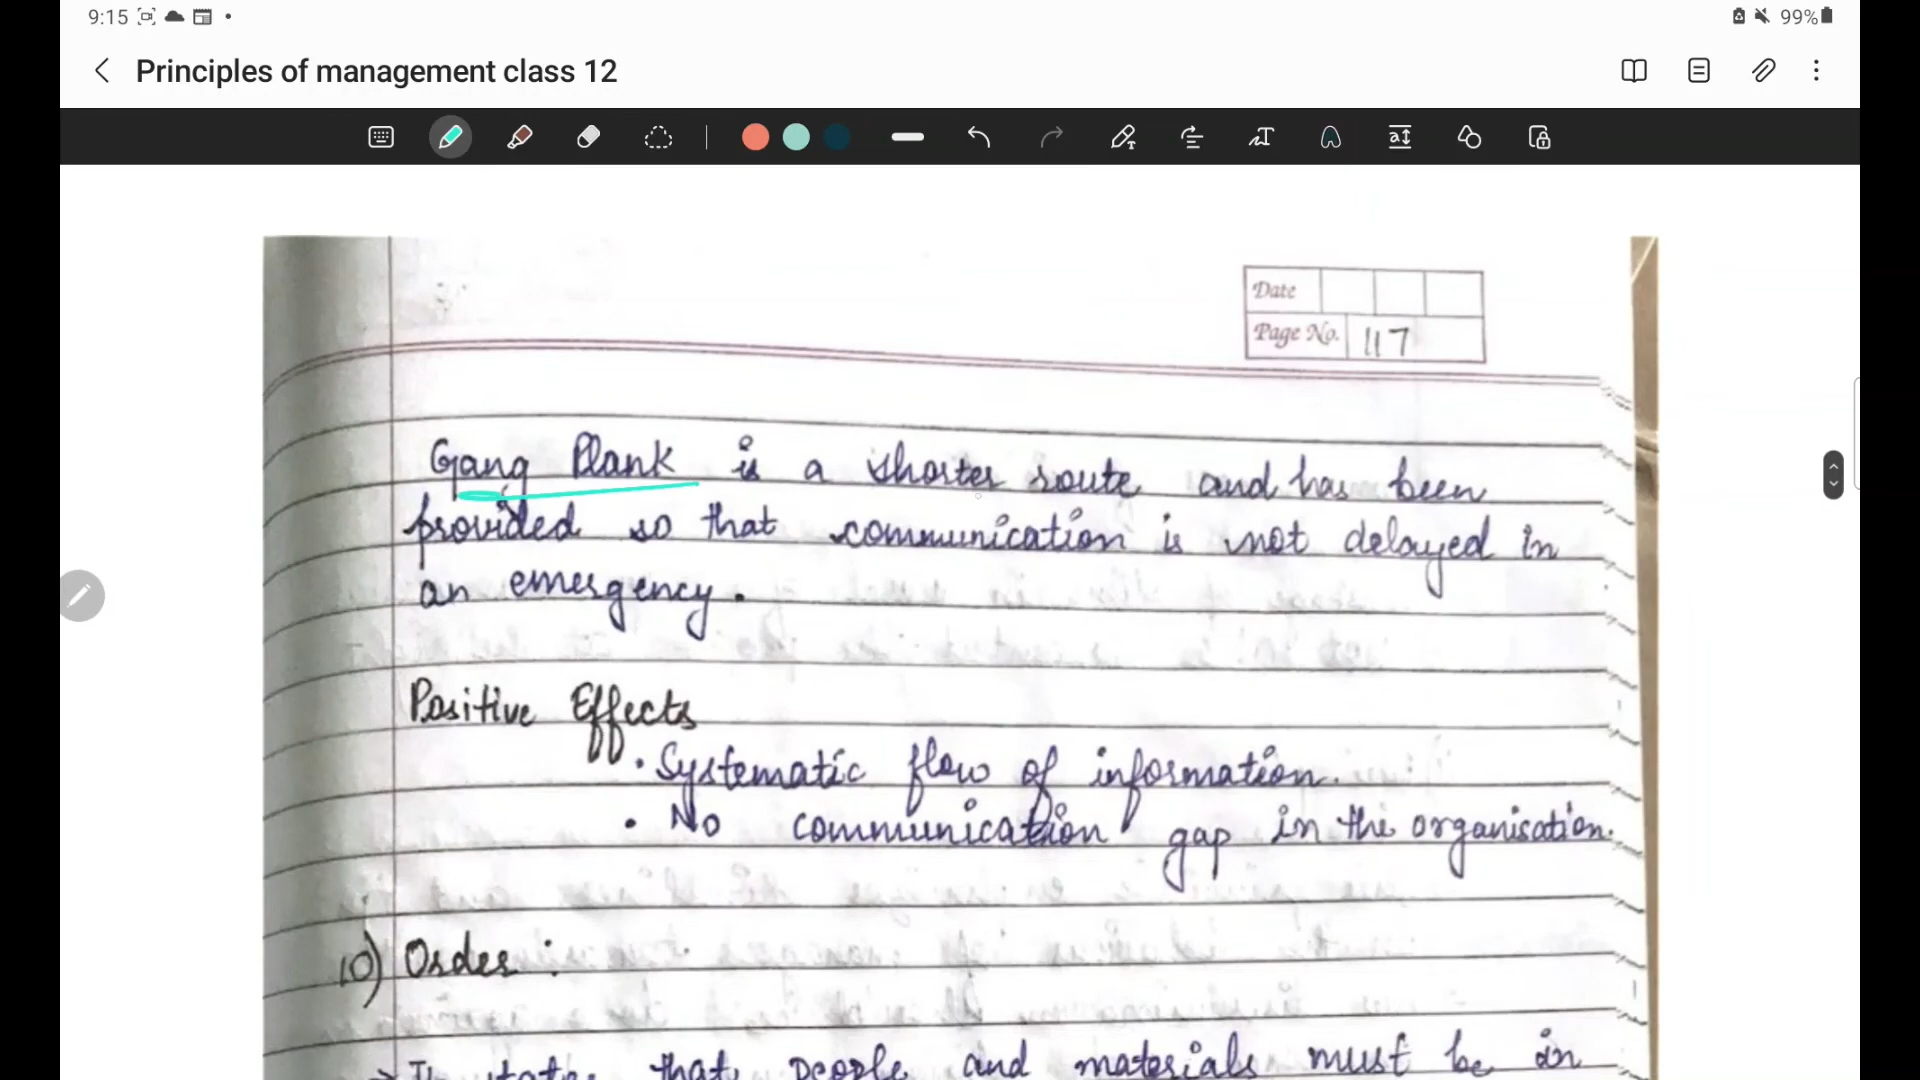 9:15
99%
Principles of management class 12
Date
Page No. 117
Gang Plank is a shorter route and has been
provided so that communication is not delayed in
an emergency.
Positive Effects
• Systematic flow of information.
• No communication gap in the organisation.
10) Order :
→ It states that people and materials must be in